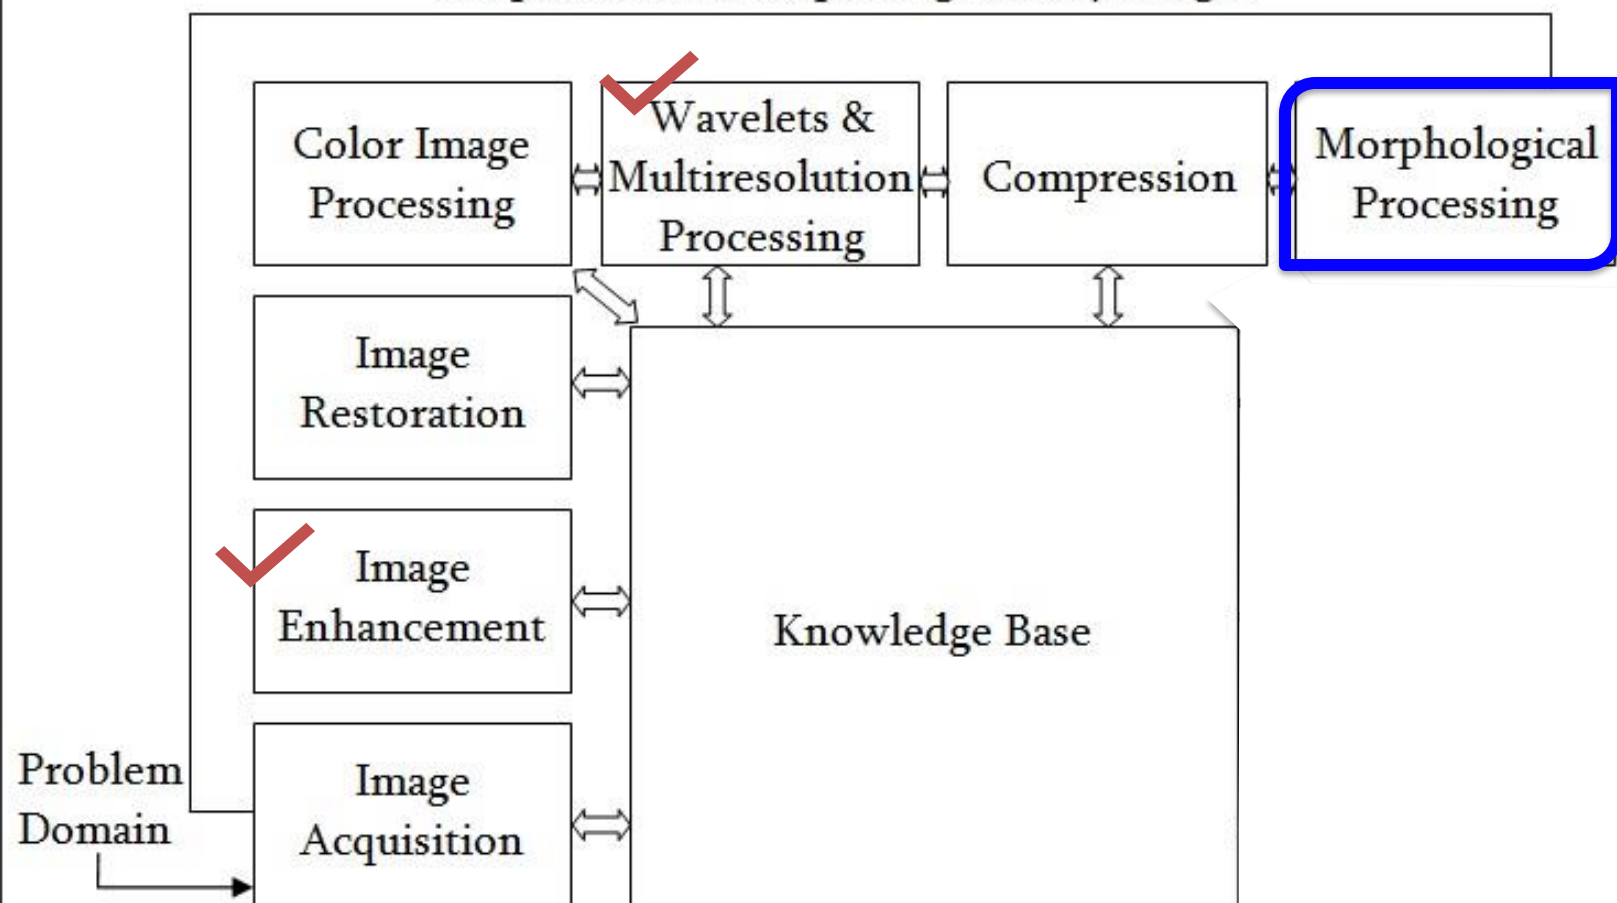 Color Image
Processing
Wavelets &
Multiresolution
Processing
Compression
Morphological
Processing
Image
Restoration
Image
Enhancement
Knowledge Base
Problem
Domain
Image
Acquisition